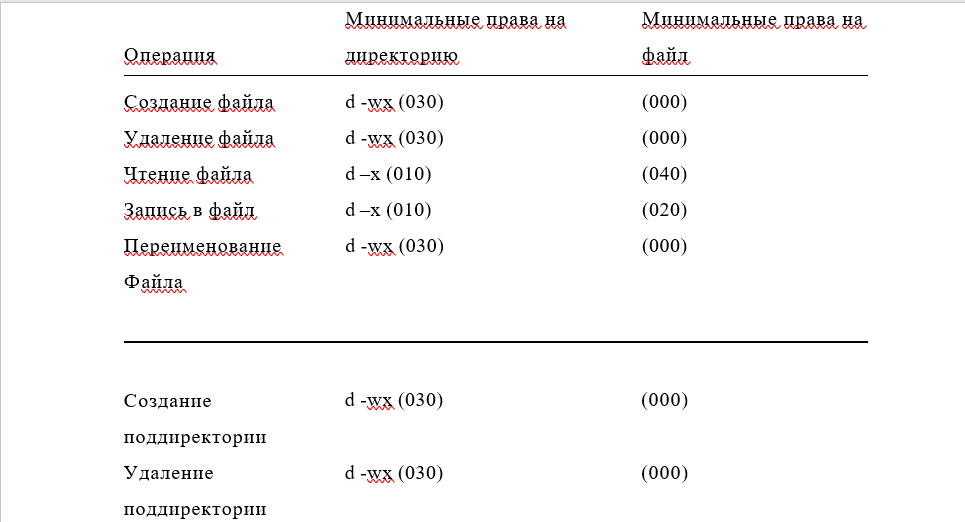 Минимальные права на Минимальные права на
Операция директорию файл
Создание файла d -wx (030) (000)
Удаление файла d -wx (030) (000)
Чтение файла d –x (010) (040)
Запись в файл d –x (010) (020)
Переименование d -wx (030) (000)
Файла
Создание d -wx (030) (000)
поддиректории
Удаление d -wx (030) (000)
поддиректории